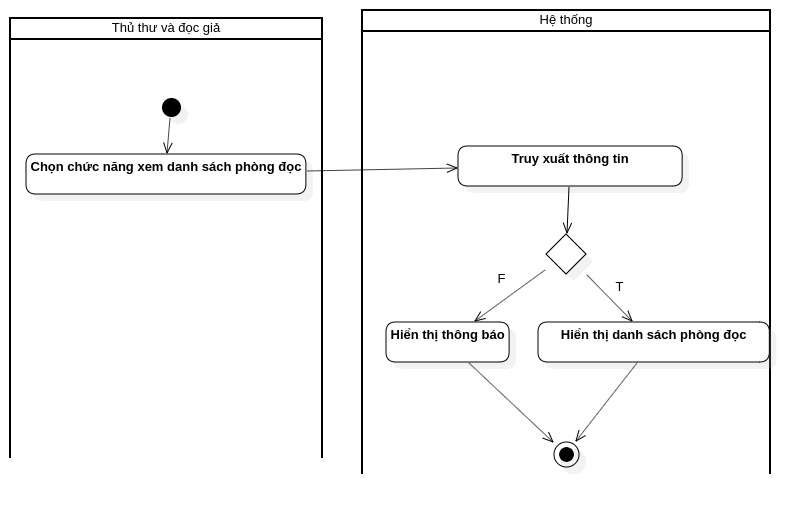 Thủ thư và đọc giả
Hệ thống
Chọn chức năng xem danh sách phòng đọc
Truy xuất thông tin
F
T
Hiển thị thông báo
Hiển thị danh sách phòng đọc